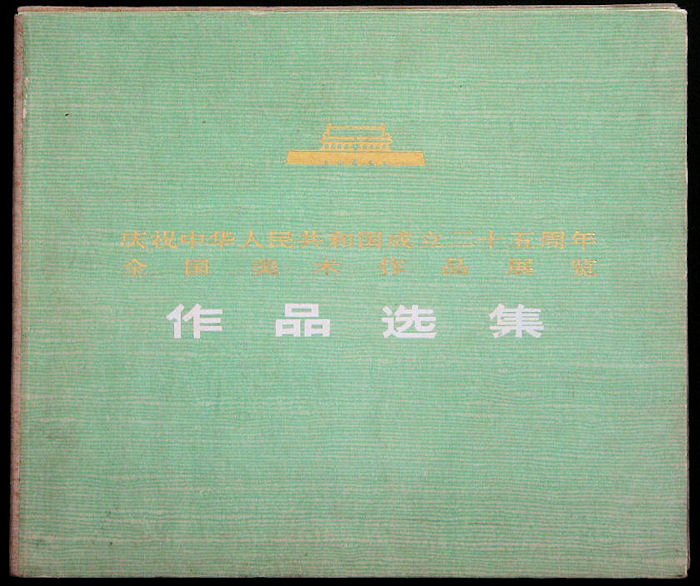 庆祝中华人民共和国成立二十五周年
全国美术作品展览
作品选集